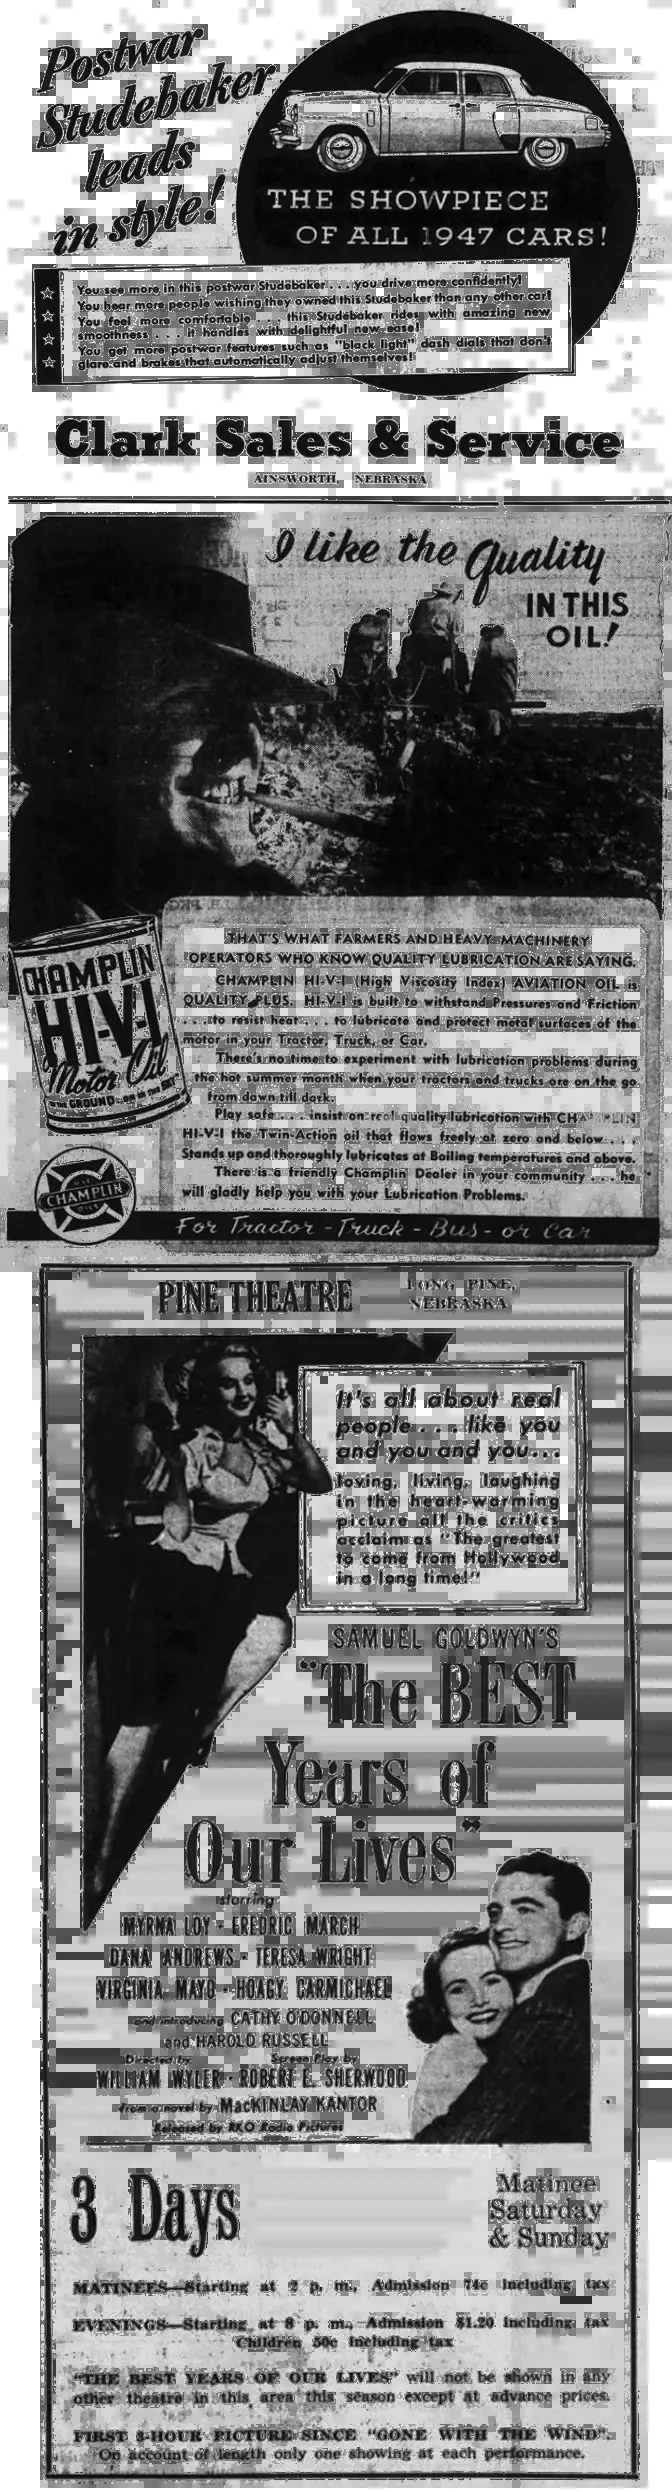 Postwar
Studebaker
leads
in style!
THE SHOWPIECE
OF ALL 1947 CARS!
You see more in this postwar Studebaker . . . you drive more confidently!
You hear more people wishing they owned this Studebaker than any other car!
You feel more comfortable . . . this Studebaker rides with amazing new
smoothness . . . it handles with delightful new ease!
You get more postwar features such as "black light" dash dials that don't
glare and brakes that automatically adjust themselves!
Clark Sales & Service
AINSWORTH, NEBRASKA
I like the Quality
IN THIS
OIL!
THAT'S WHAT FARMERS AND HEAVY MACHINERY
OPERATORS WHO KNOW QUALITY LUBRICATION ARE SAYING.
CHAMPLIN HI-V-I (High Viscosity Index) AVIATION OIL is
QUALITY PLUS. HI-V-I is built to withstand Pressures and Friction
. . . to resist heat . . . to lubricate and protect metal surfaces of the
motor in your Tractor, Truck, or Car.
There's no time to experiment with lubrication problems during
the hot summer month when your tractors and trucks are on the go
from dawn till dark.
Play safe . . . insist on real quality lubrication with CHAMPLIN
HI-V-I the Twin-Action oil that flows freely at zero and below . . .
Stands up and thoroughly lubricates at Boiling temperatures and above.
There is a friendly Champlin Dealer in your community . . . he
will gladly help you with your Lubrication Problems.
CHAMPLIN
HI-V-I
Motor Oil
ON THE GROUND...OR IN THE AIR
USE
CHAMPLIN
OILS
For Tractor - Truck - Bus - or Car
PINE THEATRE
LONG PINE,
NEBRASKA
It's all about real
people . . . like you
and you and you...
loving, living, laughing
in the heart-warming
picture all the critics
acclaim as "The greatest
to come from Hollywood
in a long time!"
SAMUEL GOLDWYN'S
"The BEST
Years of
Our Lives"
starring
MYRNA LOY · FREDRIC MARCH
DANA ANDREWS · TERESA WRIGHT
VIRGINIA MAYO · HOAGY CARMICHAEL
and introducing CATHY O'DONNELL
and HAROLD RUSSELL
Directed by Screen Play by
WILLIAM WYLER · ROBERT E. SHERWOOD
from a novel by MacKINLAY KANTOR
Released by RKO Radio Pictures
3 Days
Matinee
Saturday
& Sunday
MATINEES—Starting at 2 p. m., Admission 74c including tax
EVENINGS—Starting at 8 p. m., Admission $1.20 including tax
Children 50c including tax
"THE BEST YEARS OF OUR LIVES" will not be shown in any
other theatre in this area this season except at advance prices.
FIRST 3-HOUR PICTURE SINCE "GONE WITH THE WIND".
On account of length only one showing at each performance.